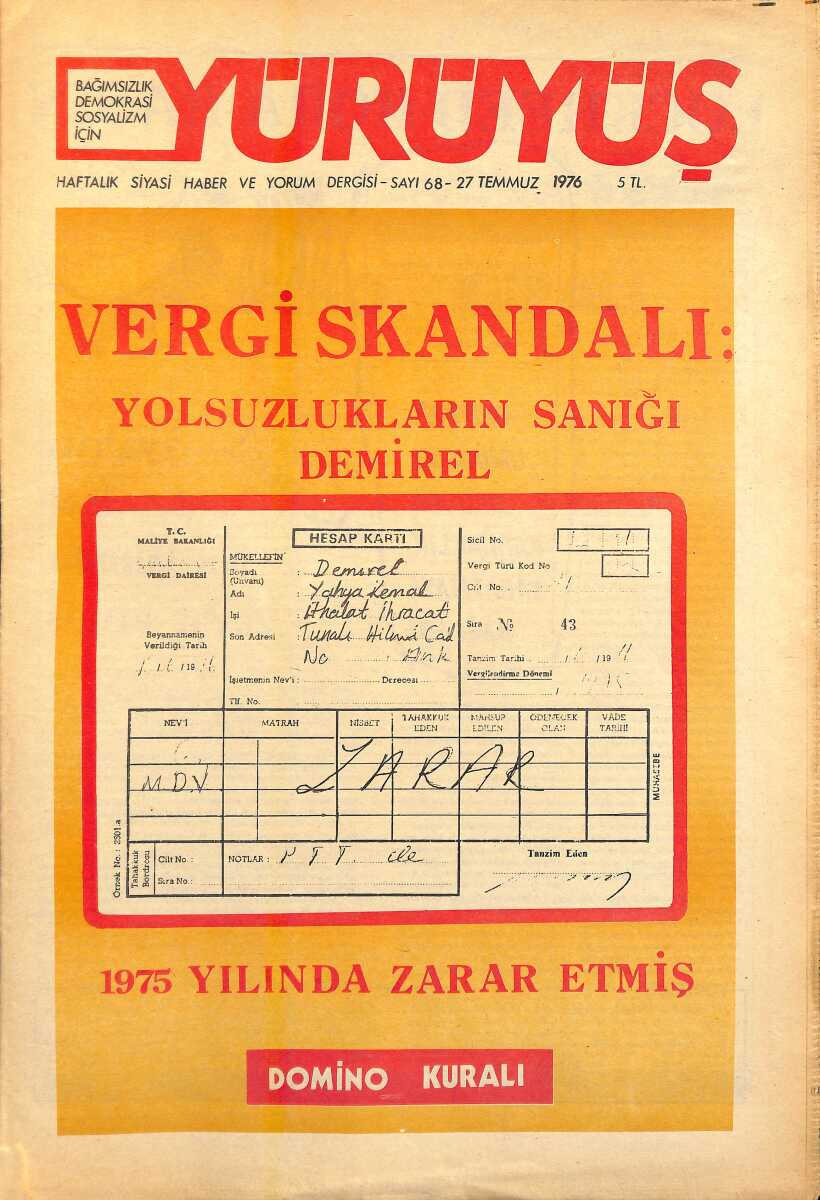 BAĞIMSIZLIK
DEMOKRASİ
SOSYALİZM
İÇİN
YÜRÜYÜŞ
HAFTALIK SİYASİ HABER VE YORUM DERGİSİ - SAYI 68 - 27 TEMMUZ 1976 5 TL.
VERGİ SKANDALI:
YOLSUZLUKLARIN SANIĞI
DEMİREL
T. C.
MALİYE BAKANLIĞI
VERGİ DAİRESİ
Beyannamenin
Verildiği Tarih
HESAP KARTI
MÜKELLEFİN
Soyadı (Unvanı) : Demirel
Adı : Yahya Kemal
İşi : İthalat İhracat
Son Adresi : Tunalı Hilmi Cad
No
İşletmenin Nev'i : Derecesi
Tlf. No.
Sicil No.
Vergi Türü Kod No
Cilt No.
Sıra No 43
Tanzim Tarihi
Vergilendirme Dönemi
NEV'İ MATRAH NİSBET TAHAKKUK EDEN MAHSUP EDİLEN ÖDENECEK OLAN VÂDE TARİHİ
M.D.V ZARAR
MUHASEBE
Örnek No. : 2301.a
Tahakkuk Bordrosu
Cilt No :
Sıra No :
NOTLAR : PTT ile
Tanzim Eden
1975 YILINDA ZARAR ETMİŞ
DOMİNO KURALI